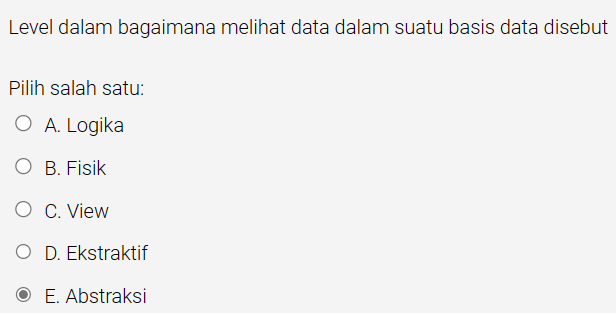 Level dalam bagaimana melihat data dalam suatu basis data disebut
Pilih salah satu:
A. Logika
B. Fisik
C. View
D. Ekstraktif
E. Abstraksi